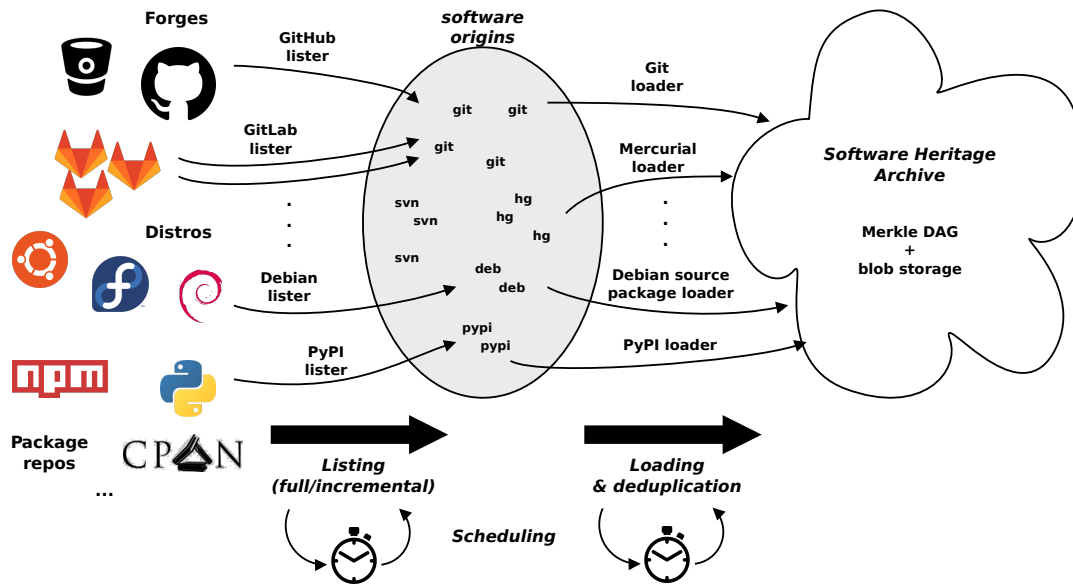 Forges
GitHub
lister
GitLab
lister
.
.
.
Distros
Debian
lister
PyPI
lister
npm
CPAN
Package
repos
...
software
origins
git
git
git
git
svn
svn
svn
hg
hg
hg
deb
deb
pypi
pypi
Git
loader
Mercurial
loader
.
.
.
Debian source
package loader
PyPI loader
Software Heritage
Archive
Merkle DAG
+
blob storage
Listing
(full/incremental)
Scheduling
Loading
& deduplication